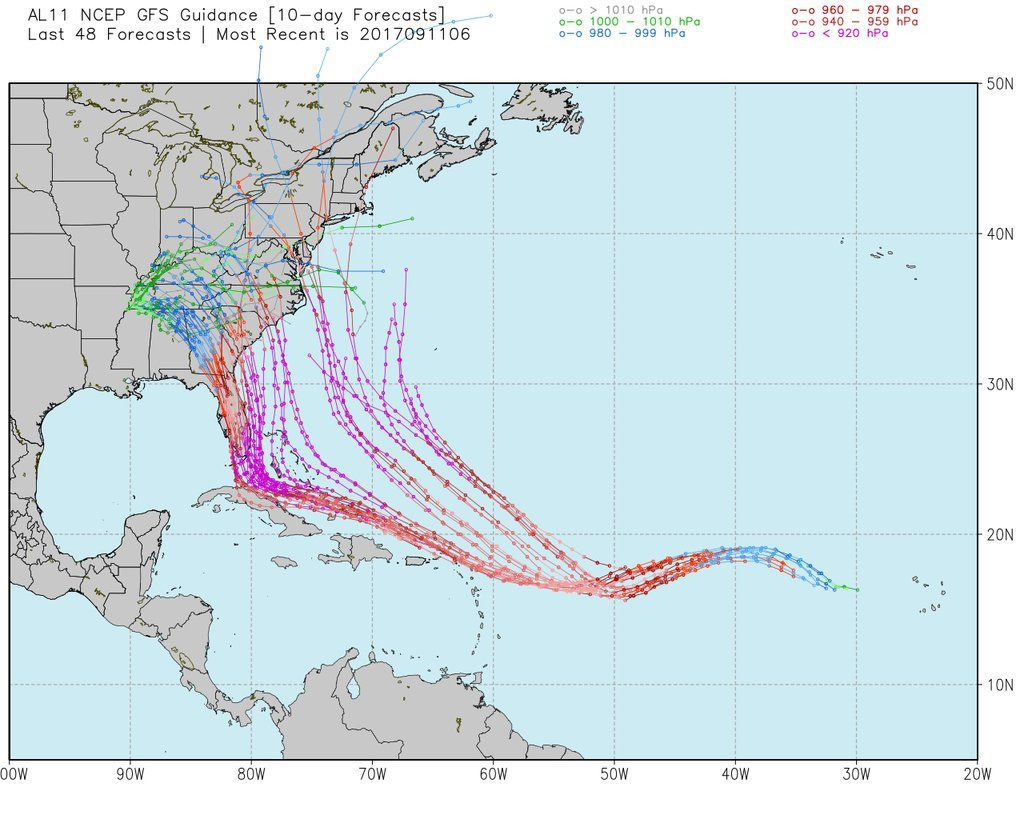 AL11 NCEP GFS Guidance [10-day Forecasts]
Last 48 Forecasts | Most Recent is 2017091106
> 1010 hPa
1000 - 1010 hPa
980 - 999 hPa
960 - 979 hPa
940 - 959 hPa
< 920 hPa
50N
40N
30N
20N
10N
00W 90W 80W 70W 60W 50W 40W 30W 20W